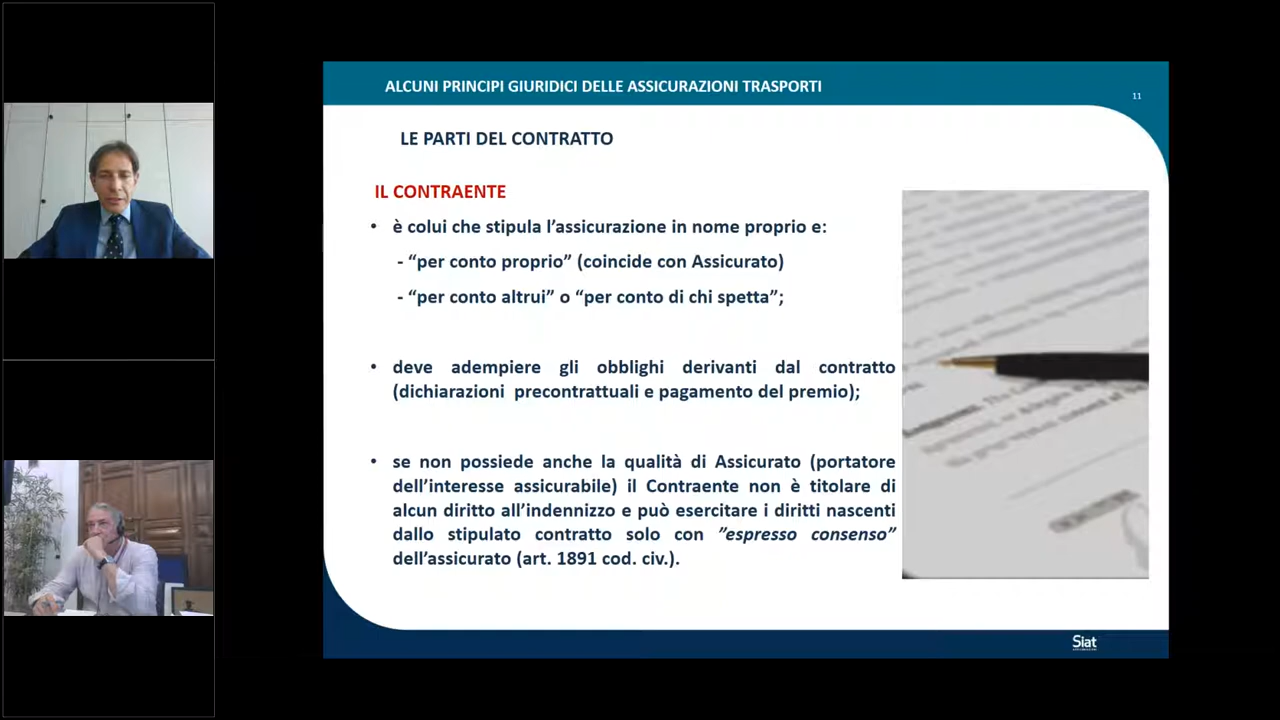 ALCUNI PRINCIPI GIURIDICI DELLE ASSICURAZIONI TRASPORTI
11
LE PARTI DEL CONTRATTO
IL CONTRAENTE
• è colui che stipula l’assicurazione in nome proprio e:
- “per conto proprio” (coincide con Assicurato)
- “per conto altrui” o “per conto di chi spetta”;
• deve adempiere gli obblighi derivanti dal contratto
(dichiarazioni precontrattuali e pagamento del premio);
• se non possiede anche la qualità di Assicurato (portatore
dell’interesse assicurabile) il Contraente non è titolare di
alcun diritto all’indennizzo e può esercitare i diritti nascenti
dallo stipulato contratto solo con ”espresso consenso”
dell’assicurato (art. 1891 cod. civ.).
Siat